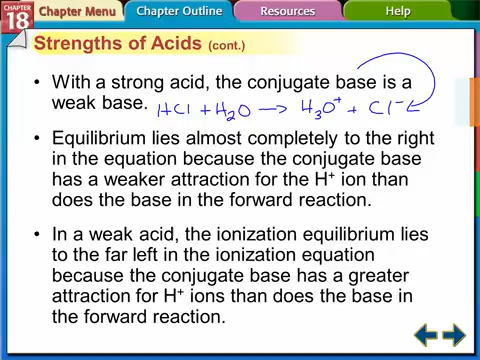 CHAPTER
18
Chapter Menu
Chapter Outline
Resources
Help
Strengths of Acids (cont.)
• With a strong acid, the conjugate base is a
weak base.
HCl + H₂O → H₃O⁺ + Cl⁻
• Equilibrium lies almost completely to the right
in the equation because the conjugate base
has a weaker attraction for the H⁺ ion than
does the base in the forward reaction.
• In a weak acid, the ionization equilibrium lies
to the far left in the ionization equation
because the conjugate base has a greater
attraction for H⁺ ions than does the base in
the forward reaction.